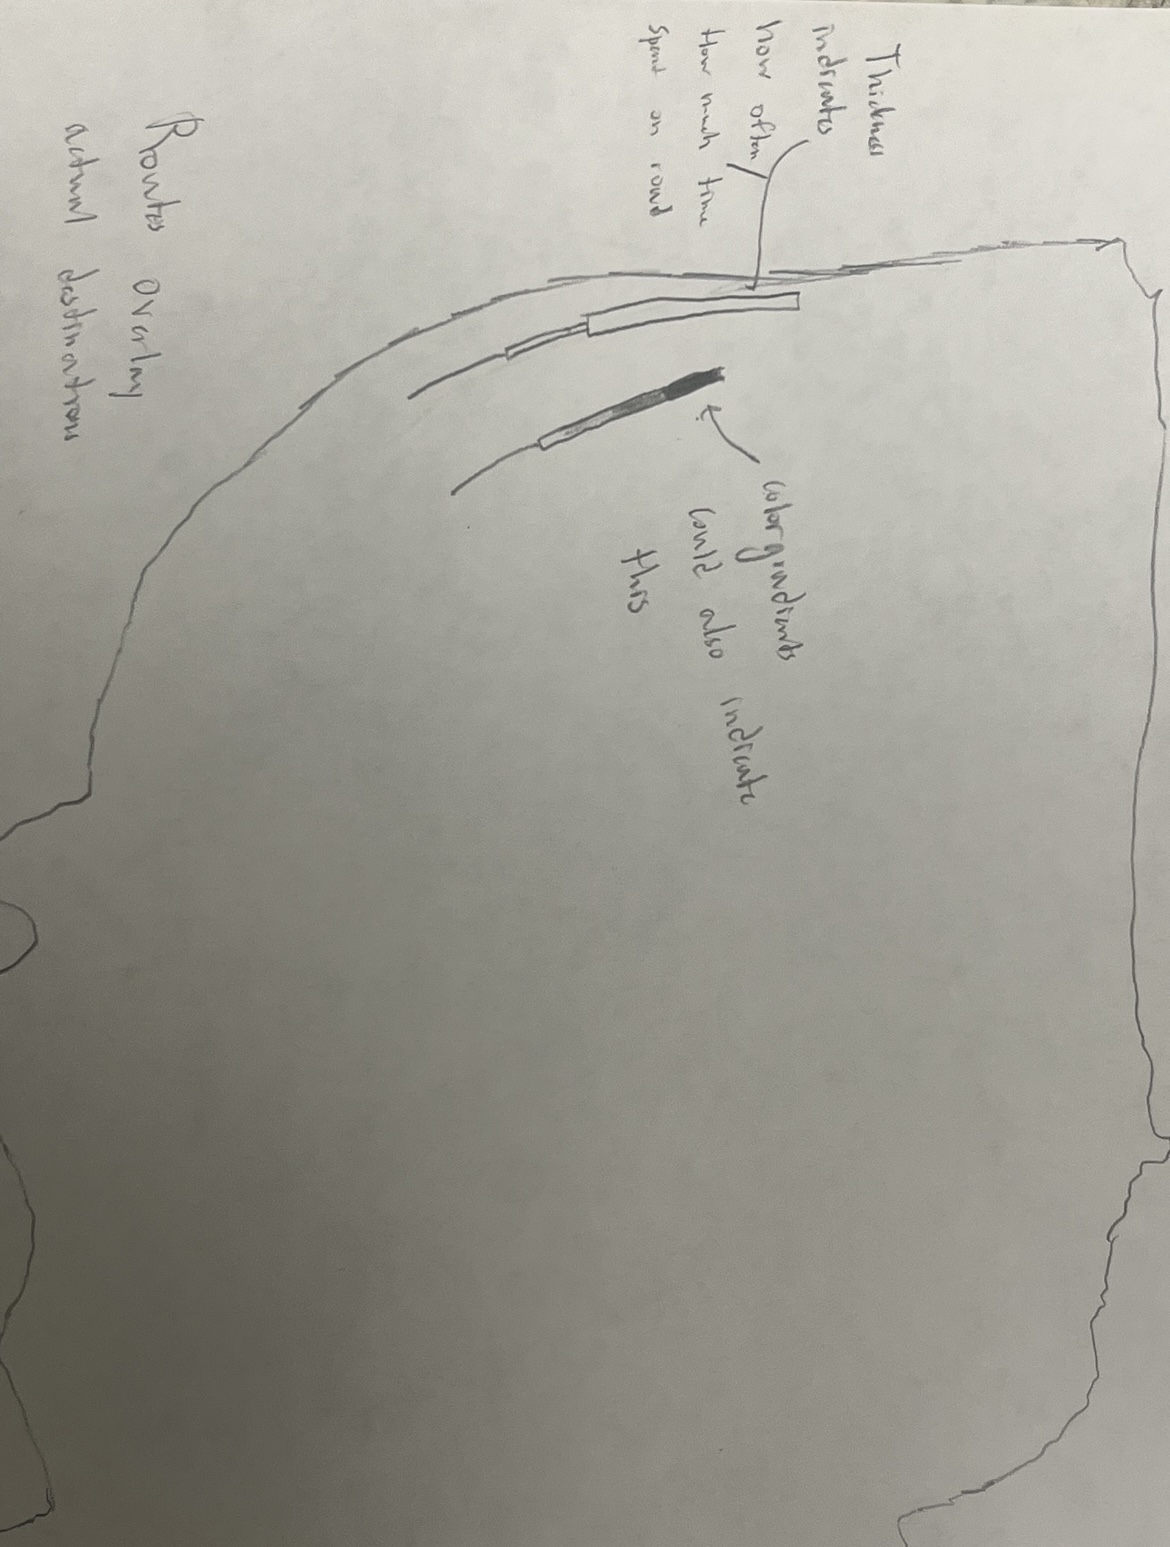 Thickness
indicates
how often/
How much time
spent on road
color gradients
could also indicate
this
Routes overlay
actual destinations